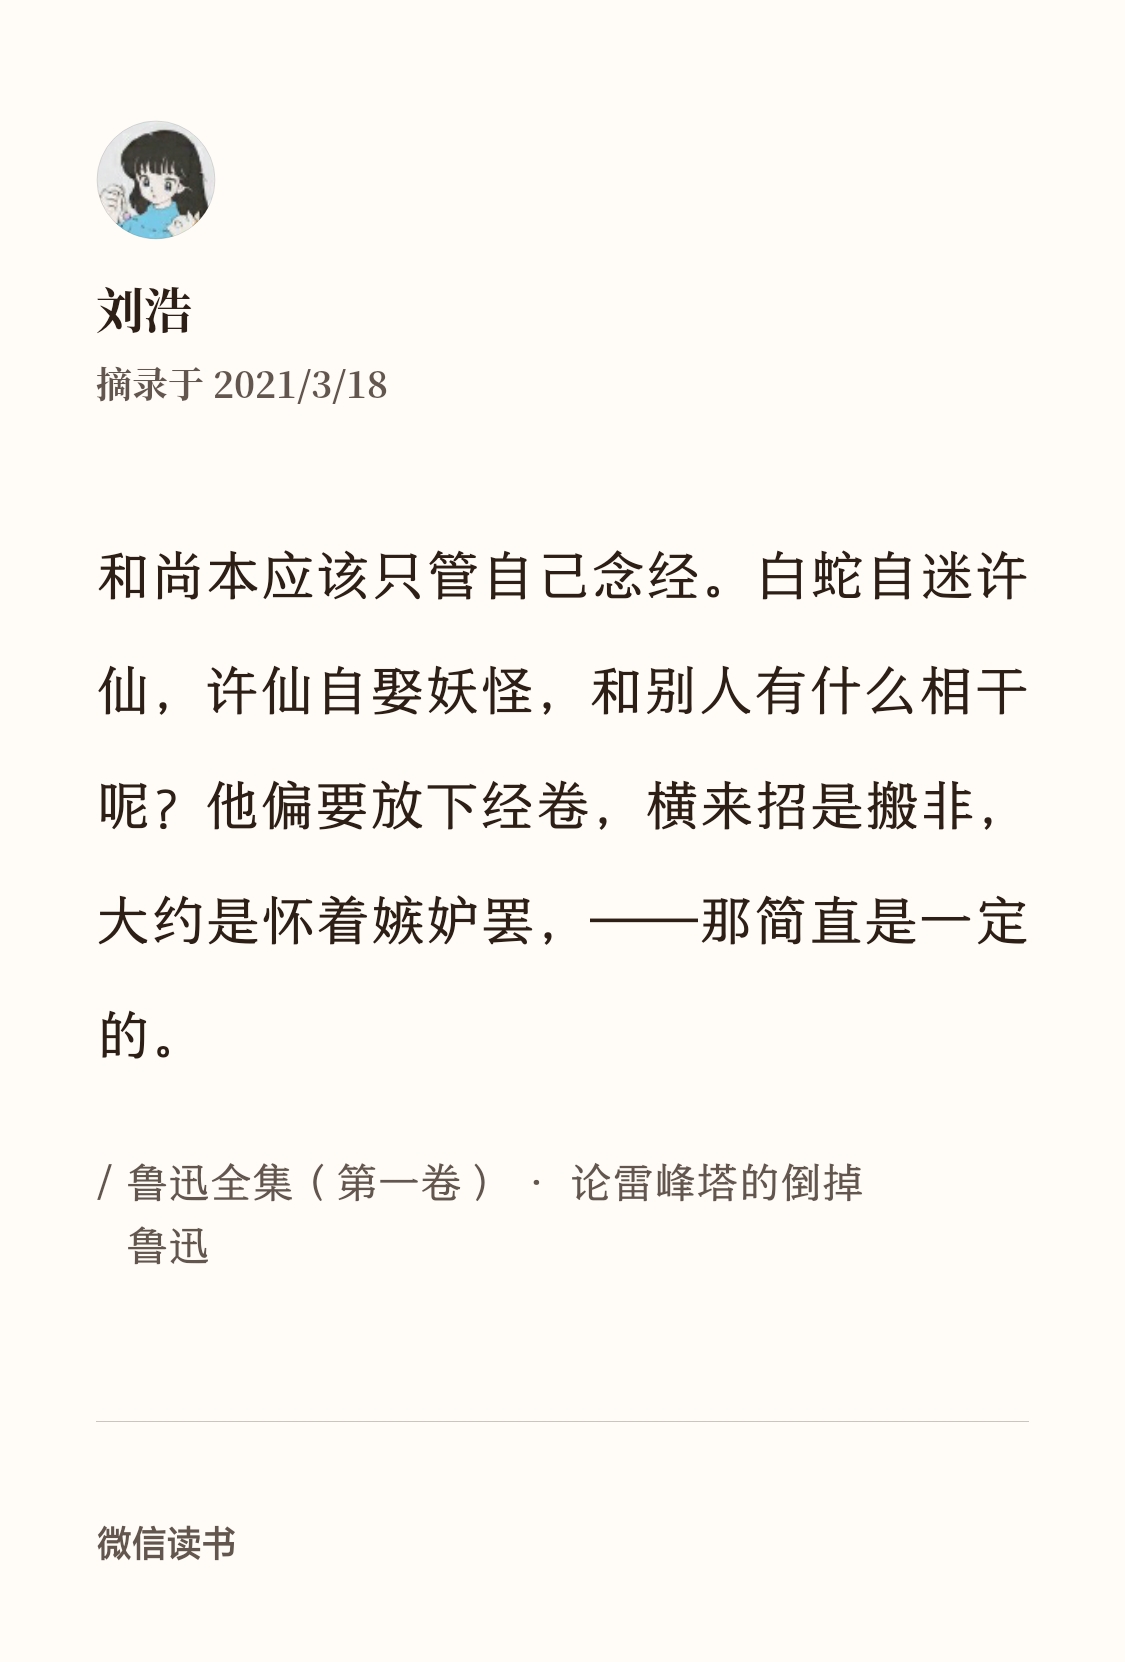 刘浩
摘录于 2021/3/18
和尚本应该只管自己念经。白蛇自迷许
仙，许仙自娶妖怪，和别人有什么相干
呢？他偏要放下经卷，横来招是搬非，
大约是怀着嫉妒罢，——那简直是一定
的。
/ 鲁迅全集（第一卷） · 论雷峰塔的倒掉
鲁迅
微信读书